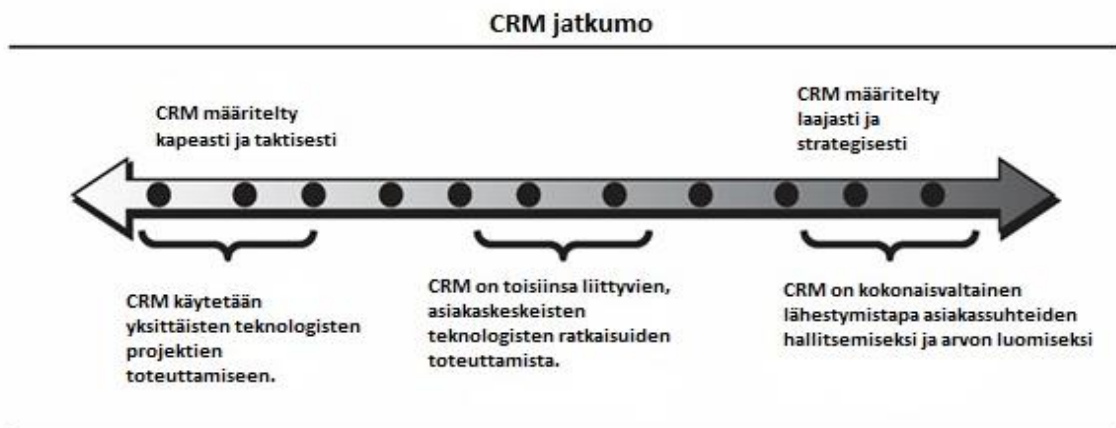 CRM jatkumo
CRM määritelty
kapeasti ja taktisesti
CRM määritelty
laajasti ja
strategisesti
CRM käytetään
yksittäisten teknologisten
projektien
toteuttamiseen.
CRM on toisiinsa liittyvien,
asiakaskeskeisten
teknologisten ratkaisuiden
toteuttamista.
CRM on kokonaisvaltainen
lähestymistapa asiakassuhteiden
hallitsemiseksi ja arvon luomiseksi